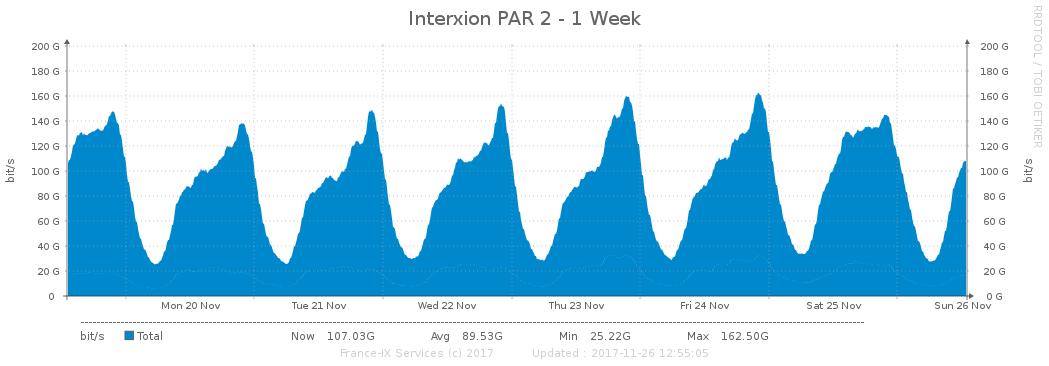 Interxion PAR 2 - 1 Week
RRDTOOL / TOBI OETIKER
200 G 200 G
180 G 180 G
160 G 160 G
140 G 140 G
120 G 120 G
100 G 100 G
80 G 80 G
60 G 60 G
40 G 40 G
20 G 20 G
0 0 G
bit/s bit/s
Mon 20 Nov Tue 21 Nov Wed 22 Nov Thu 23 Nov Fri 24 Nov Sat 25 Nov Sun 26 Nov
bit/s Total Now 107.03G Avg 89.53G Min 25.22G Max 162.50G
France-IX Services (c) 2017 Updated : 2017-11-26 12:55:05